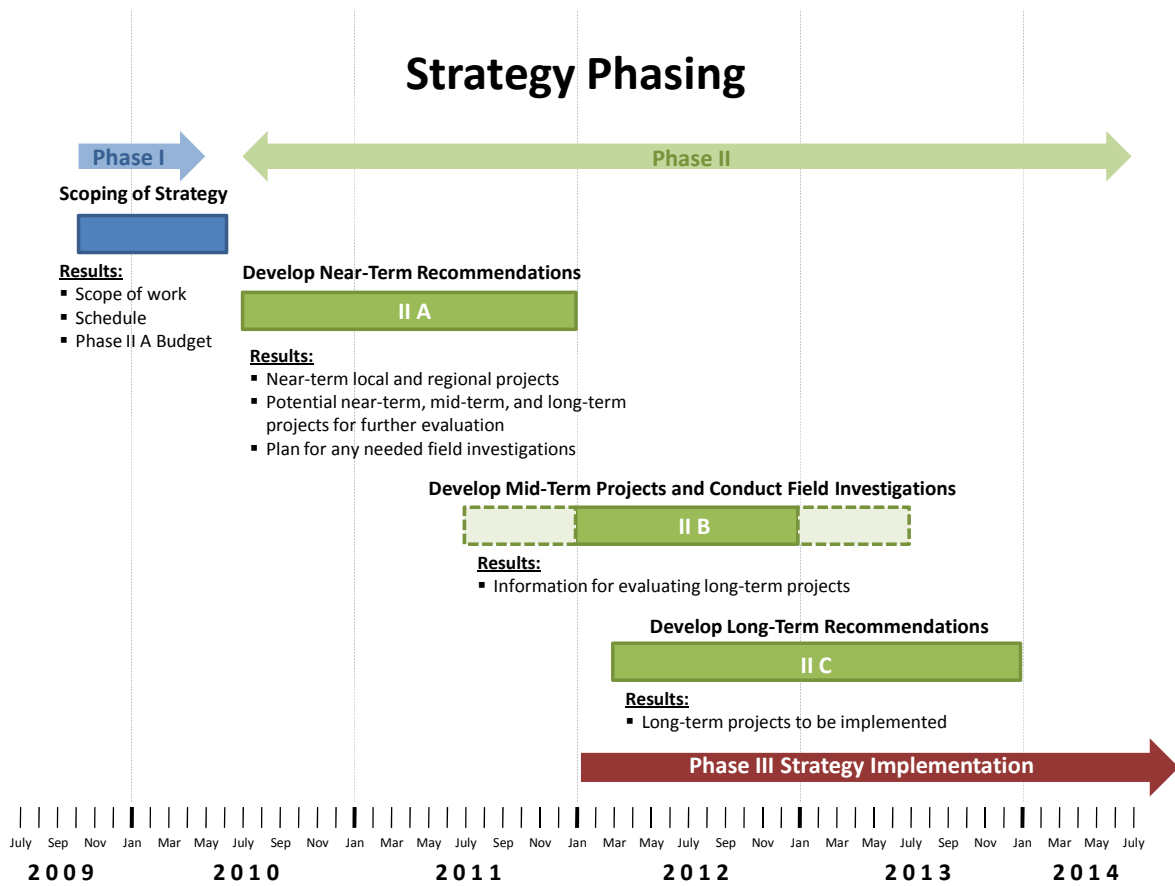 Strategy Phasing
Phase I
Phase II
Scoping of Strategy
Results:
▪ Scope of work
▪ Schedule
▪ Phase II A Budget
Develop Near-Term Recommendations
II A
Results:
▪ Near-term local and regional projects
▪ Potential near-term, mid-term, and long-term
projects for further evaluation
▪ Plan for any needed field investigations
Develop Mid-Term Projects and Conduct Field Investigations
II B
Results:
▪ Information for evaluating long-term projects
Develop Long-Term Recommendations
II C
Results:
▪ Long-term projects to be implemented
Phase III Strategy Implementation
July Sep Nov Jan Mar May July Sep Nov Jan Mar May July Sep Nov Jan Mar May July Sep Nov Jan Mar May July Sep Nov Jan Mar May July
2009 2010 2011 2012 2013 2014